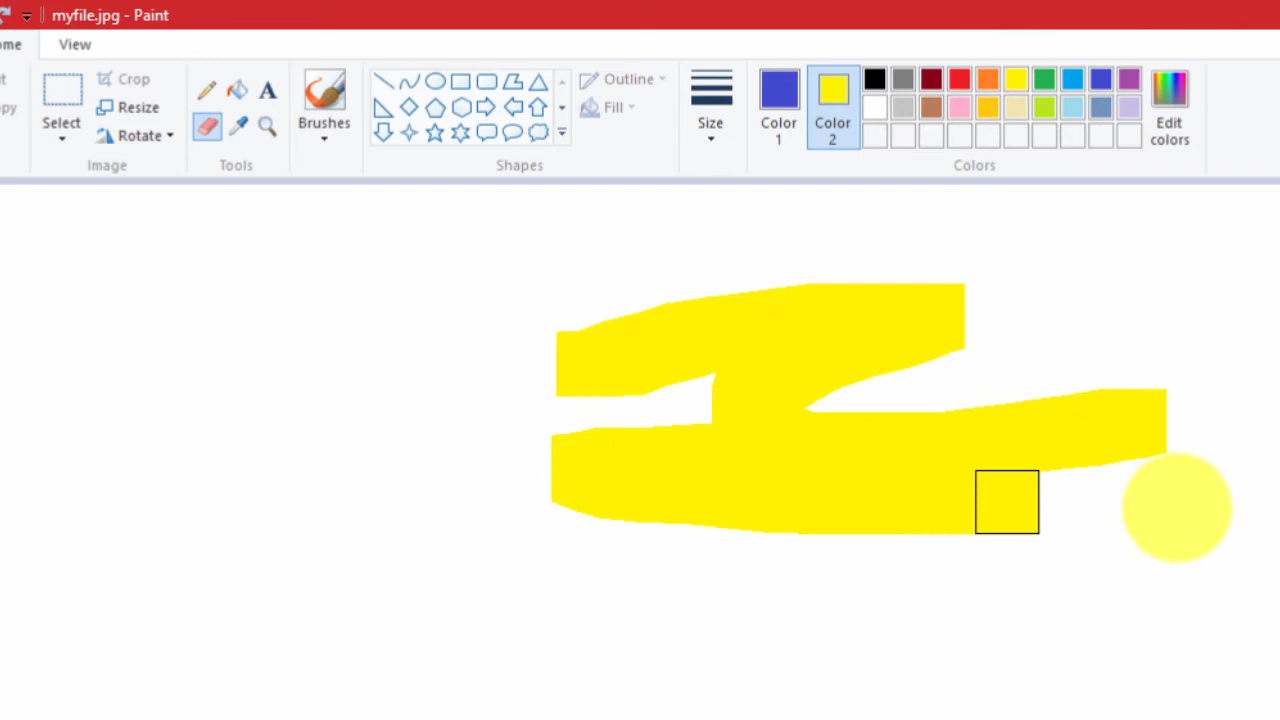 myfile.jpg - Paint
ome View
t Crop
Resize
opy
Rotate
Select
Image
A
Tools
Brushes
Outline
Fill
Shapes
Size
Color 1
Color 2
Edit colors
Colors